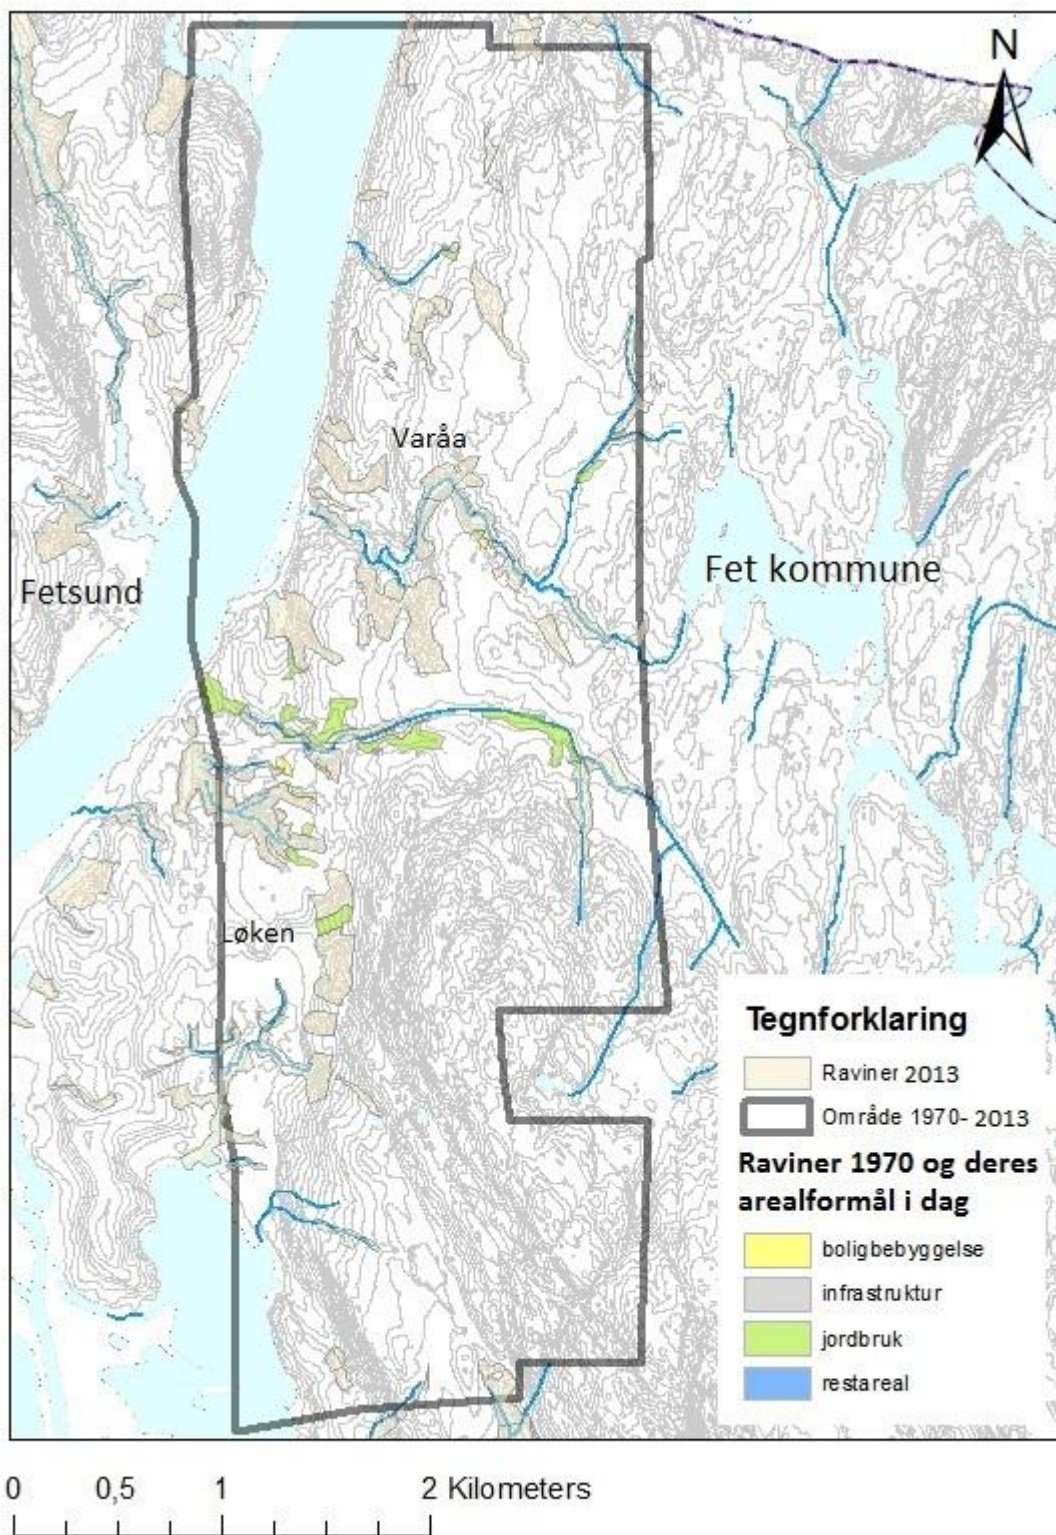 N
Varåa
Fetsund
Fet kommune
Løken
Tegnforklaring
Raviner 2013
Område 1970- 2013
Raviner 1970 og deres
arealformål i dag
boligbebyggelse
infrastruktur
jordbruk
restareal
0 0,5 1 2 Kilometers